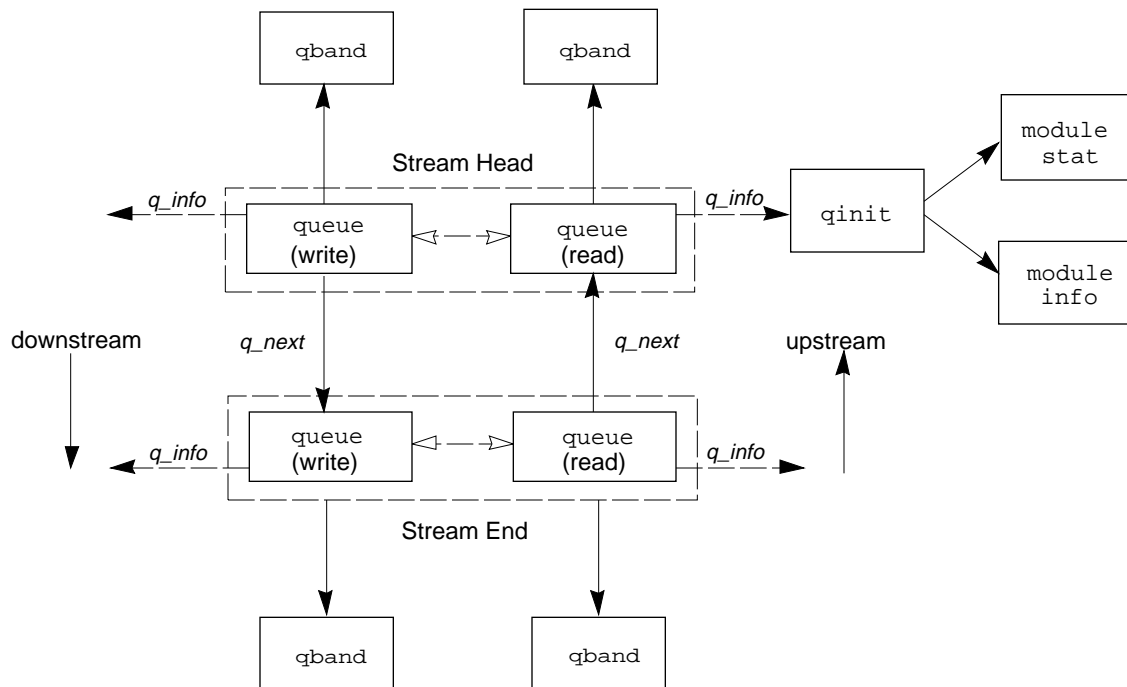 qband
qband
module
stat
Stream Head
q_info
queue
(write)
queue
(read)
q_info
qinit
module
info
downstream
q_next
q_next
upstream
q_info
queue
(write)
queue
(read)
q_info
Stream End
qband
qband